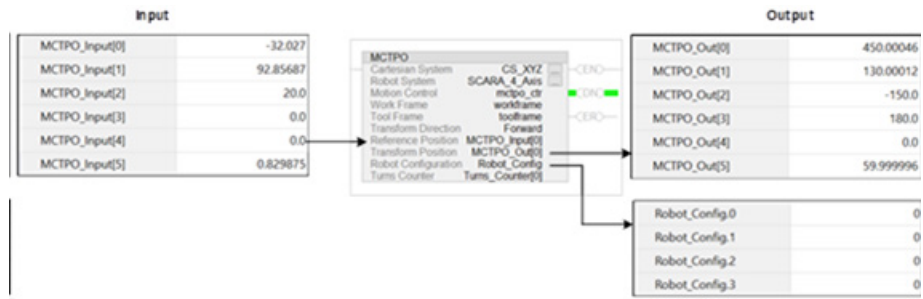 Input
Output
MCTPO_Input[0] -32.027
MCTPO_Input[1] 92.85687
MCTPO_Input[2] 20.0
MCTPO_Input[3] 0.0
MCTPO_Input[4] 0.0
MCTPO_Input[5] 0.829875
MCTPO
Cartesian System CS_XYZ
Robot System SCARA_4_Axis
Motion Control mctpo_ctr
Work Frame workframe
Tool Frame toolframe
Transform Direction Forward
Reference Position MCTPO_Input[0]
Transform Position MCTPO_Out[0]
Robot Configuration Robot_Config
Turns Counter Turns_Counter[0]
EN
DN
ER
MCTPO_Out[0] 450.00046
MCTPO_Out[1] 130.00012
MCTPO_Out[2] -150.0
MCTPO_Out[3] 180.0
MCTPO_Out[4] 0.0
MCTPO_Out[5] 59.999996
Robot_Config.0 0
Robot_Config.1 0
Robot_Config.2 0
Robot_Config.3 0